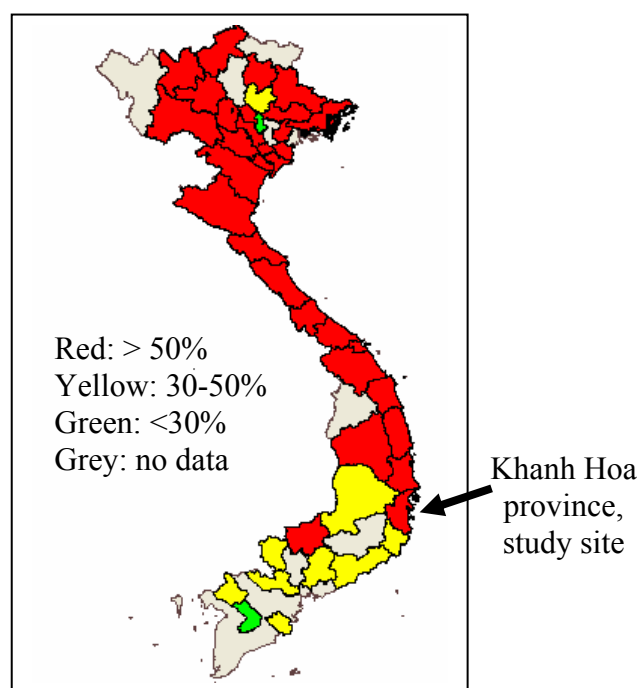 Red: > 50%
Yellow: 30-50%
Green: <30%
Grey: no data
Khanh Hoa
province,
study site